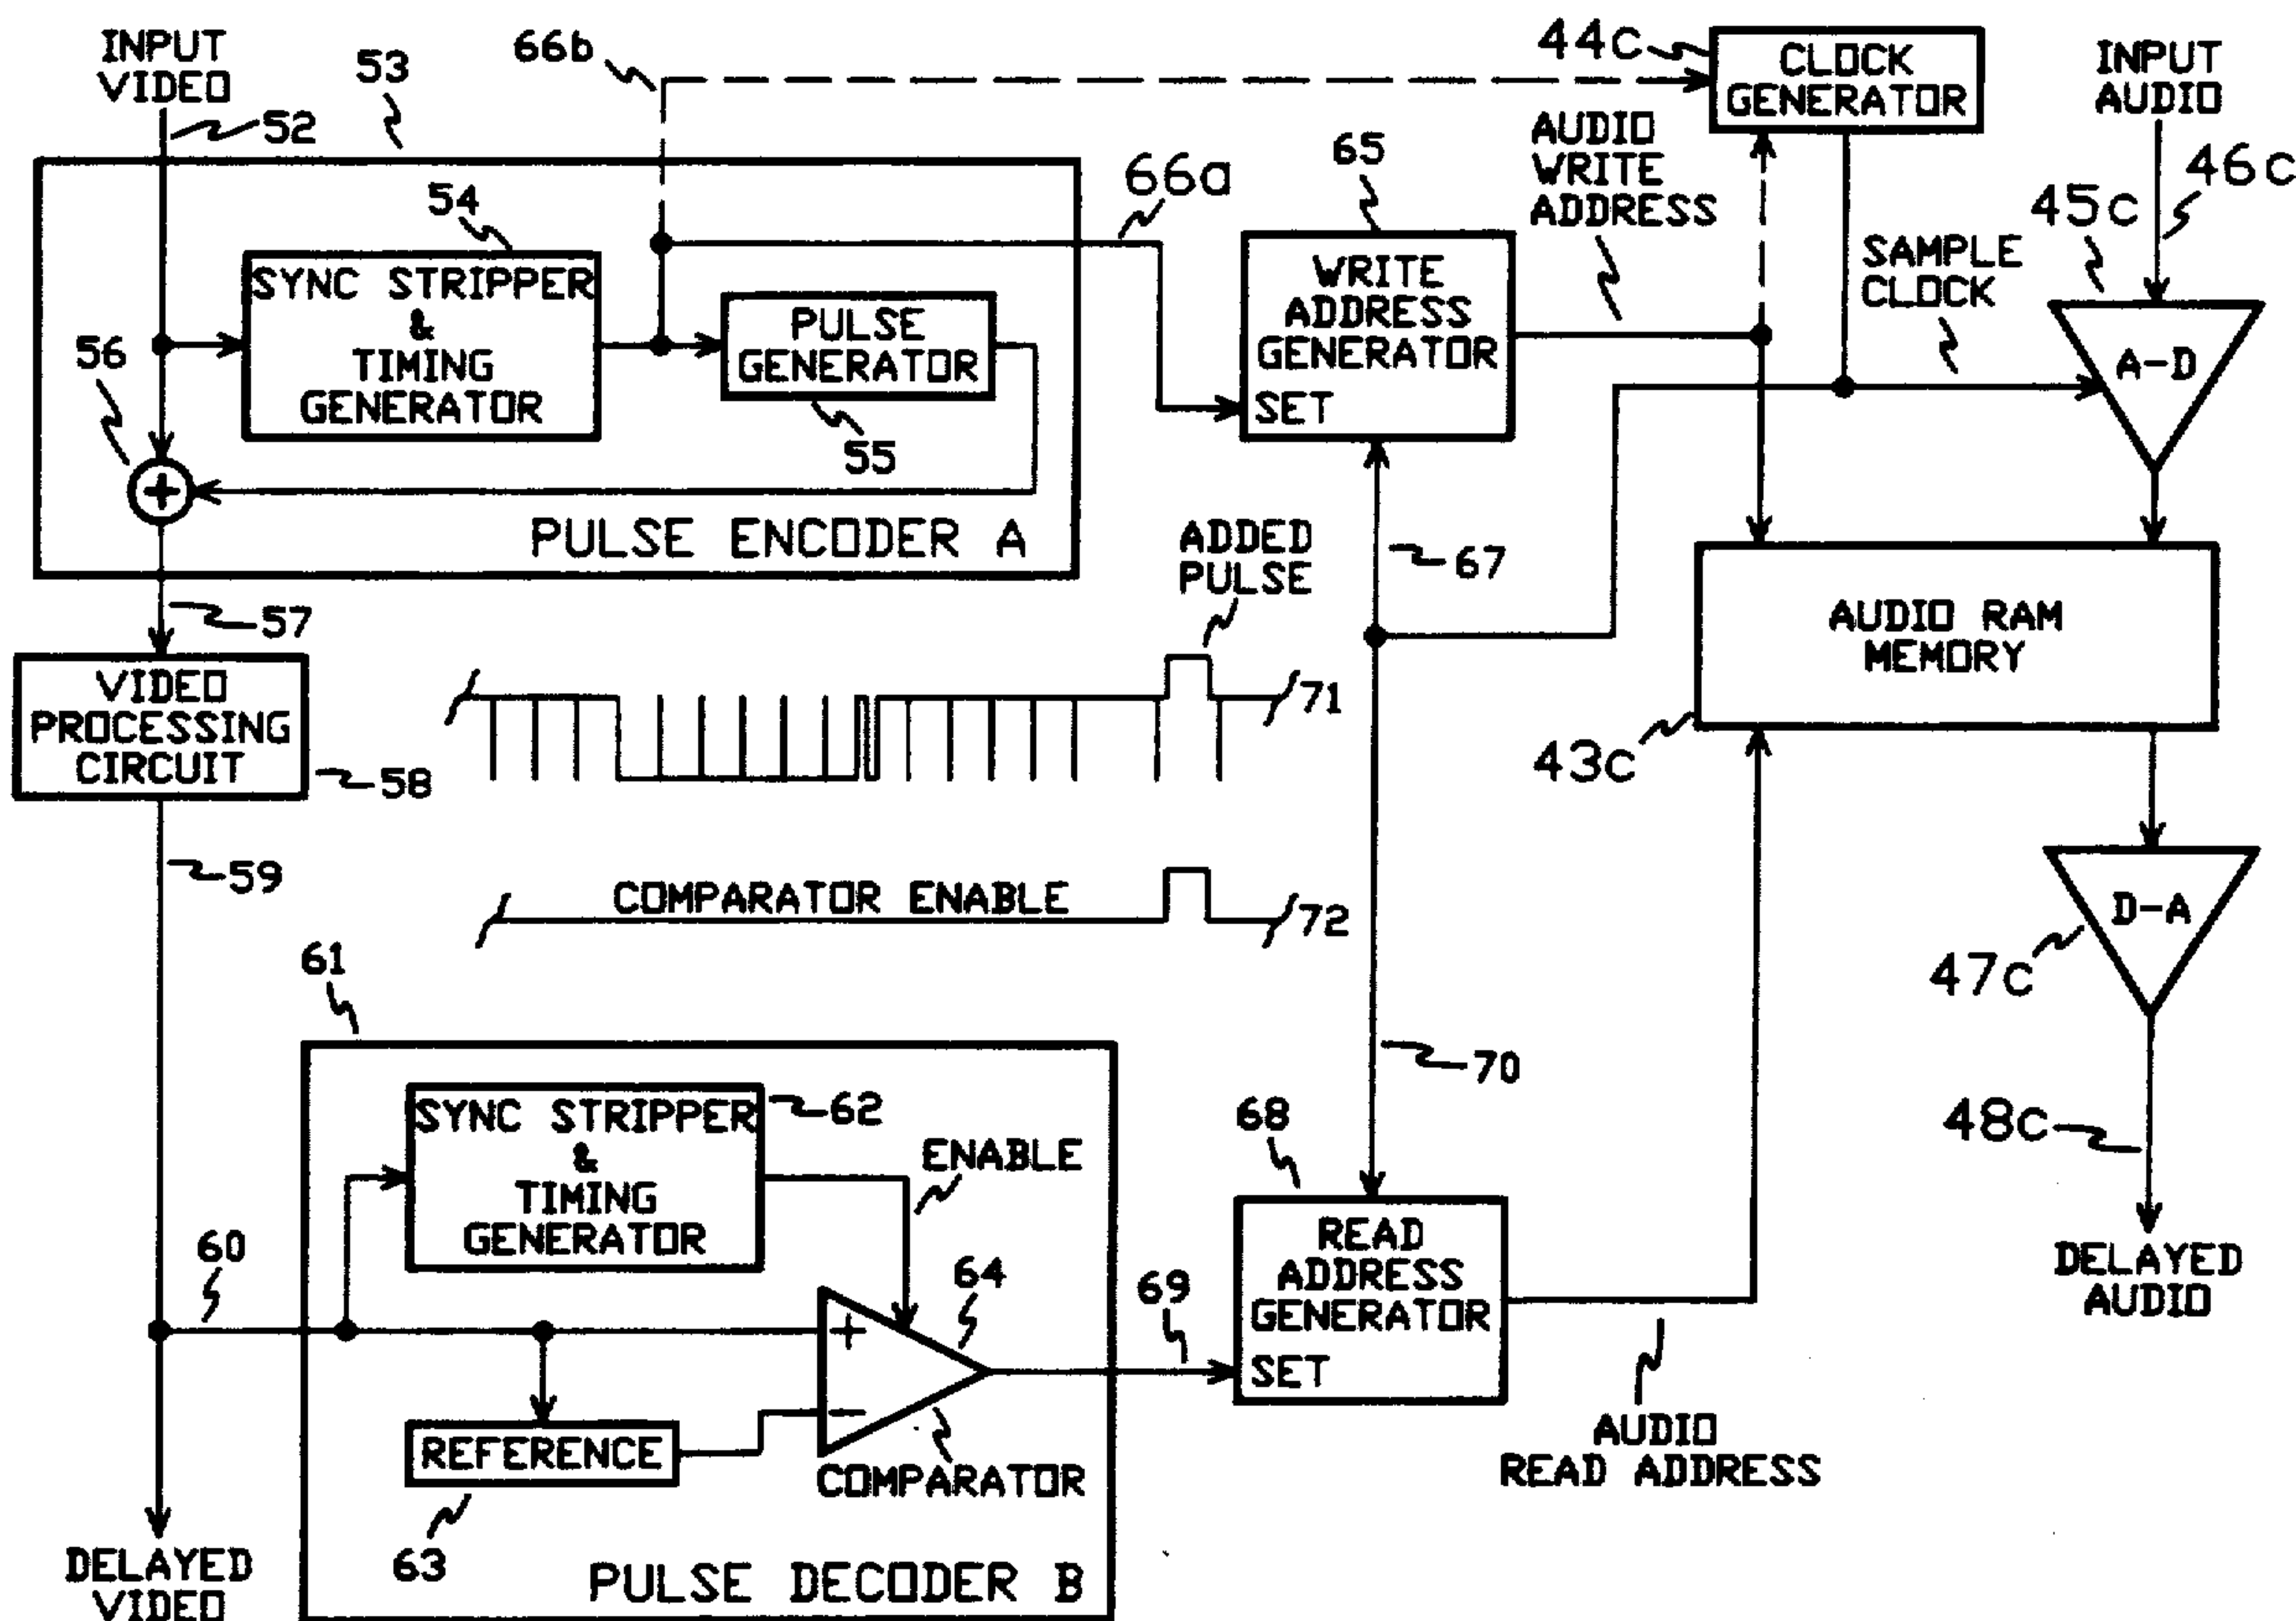 INPUT
VIDEO
52
53
66b
44c
CLOCK
GENERATOR
INPUT
AUDIO
46c
45c
54
SYNC STRIPPER
&
TIMING
GENERATOR
66a
65
WRITE
ADDRESS
GENERATOR
SET
AUDIO
WRITE
ADDRESS
SAMPLE
CLOCK
A-D
56
+
PULSE
GENERATOR
55
PULSE ENCODER A
57
ADDED
PULSE
67
AUDIO RAM
MEMORY
43c
VIDEO
PROCESSING
CIRCUIT
58
71
59
COMPARATOR ENABLE
72
D-A
47c
48c
DELAYED
AUDIO
61
SYNC STRIPPER
&
TIMING
GENERATOR
62
ENABLE
70
68
READ
ADDRESS
GENERATOR
SET
60
64
+
−
69
REFERENCE
63
COMPARATOR
AUDIO
READ ADDRESS
DELAYED
VIDEO
PULSE DECODER B